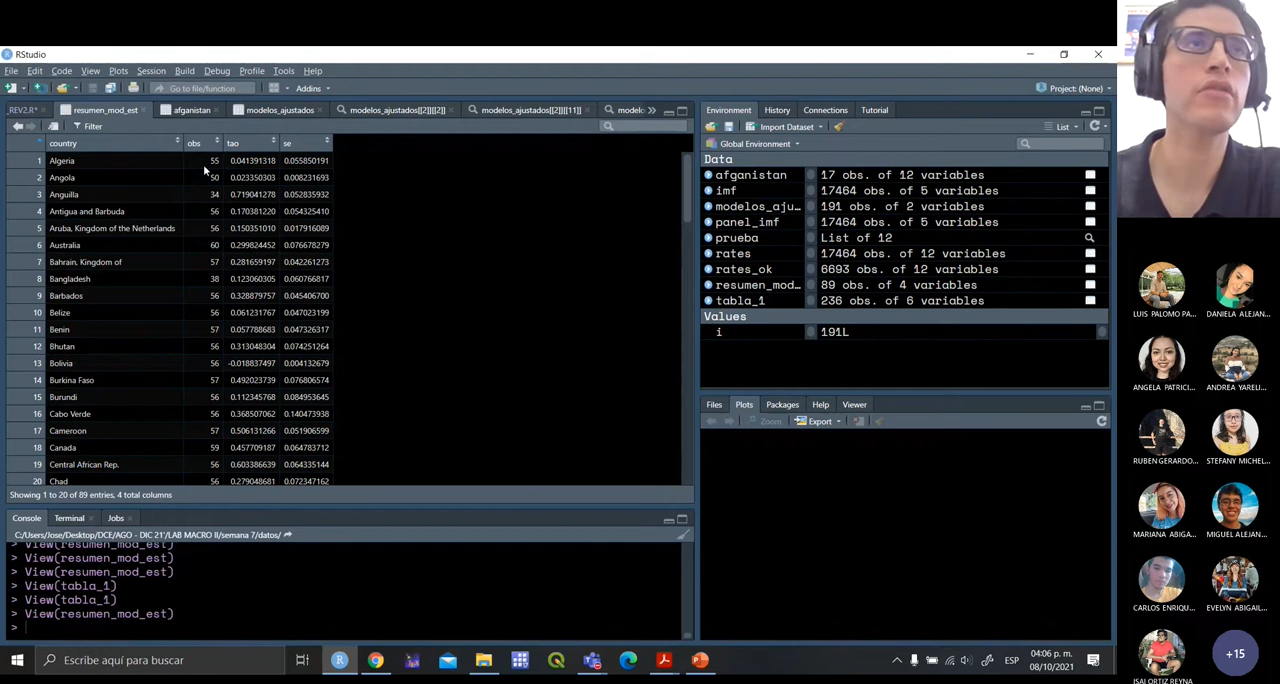 RStudio
File Edit Code View Plots Session Build Debug Profile Tools Help
Go to file/function Addins Project: (None)
_REV2.R* resumen_mod_est afganistan modelos_ajustados modelos_ajustados[[2]][[2]] modelos_ajustados[[2]][[11]] modelo
Filter
country obs tao se
1 Algeria 55 0.041391318 0.055850191
2 Angola 50 0.023350303 0.008231693
3 Anguilla 34 0.719041278 0.052835932
4 Antigua and Barbuda 56 0.170381220 0.054325410
5 Aruba, Kingdom of the Netherlands 56 0.150351010 0.017916089
6 Australia 60 0.299824452 0.076678279
7 Bahrain, Kingdom of 57 0.281659197 0.042261273
8 Bangladesh 38 0.123060305 0.060766817
9 Barbados 56 0.328879757 0.045406700
10 Belize 56 0.061231767 0.047023199
11 Benin 57 0.057788683 0.047326317
12 Bhutan 56 0.313048304 0.074251264
13 Bolivia 56 -0.018837497 0.004132679
14 Burkina Faso 57 0.492023739 0.076806574
15 Burundi 56 0.112345768 0.084953645
16 Cabo Verde 56 0.368507062 0.140473938
17 Cameroon 57 0.506131266 0.051906599
18 Canada 59 0.457709187 0.064783712
19 Central African Rep. 56 0.603386639 0.064335144
20 Chad 56 0.279048681 0.072347162
Showing 1 to 20 of 89 entries, 4 total columns
Console Terminal Jobs
C:/Users/Jose/Desktop/DCE/AGO - DIC 21'/LAB MACRO II/semana 7/datos/
> View(resumen_mod_est)
> View(resumen_mod_est)
> View(resumen_mod_est)
> View(tabla_1)
> View(tabla_1)
> View(resumen_mod_est)
>
Environment History Connections Tutorial
Import Dataset List
Global Environment
Data
afganistan 17 obs. of 12 variables
imf 17464 obs. of 5 variables
modelos_aju… 191 obs. of 2 variables
panel_imf 17464 obs. of 5 variables
prueba List of 12
rates 17464 obs. of 12 variables
rates_ok 6693 obs. of 12 variables
resumen_mod… 89 obs. of 4 variables
tabla_1 236 obs. of 6 variables
Values
i 191L
Files Plots Packages Help Viewer
Zoom Export
LUIS PALOMO PA... DANIELA ALEJAN...
ANGELA PATRICI... ANDREA YARELI...
RUBEN GERARDO... STEFANY MICHEL...
MARIANA ABIGA... MIGUEL ALEJAN...
CARLOS ENRIQU... EVELYN ABIGAIL...
ISAI ORTIZ REYNA +15
Escribe aquí para buscar
ESP 04:06 p. m.
08/10/2021